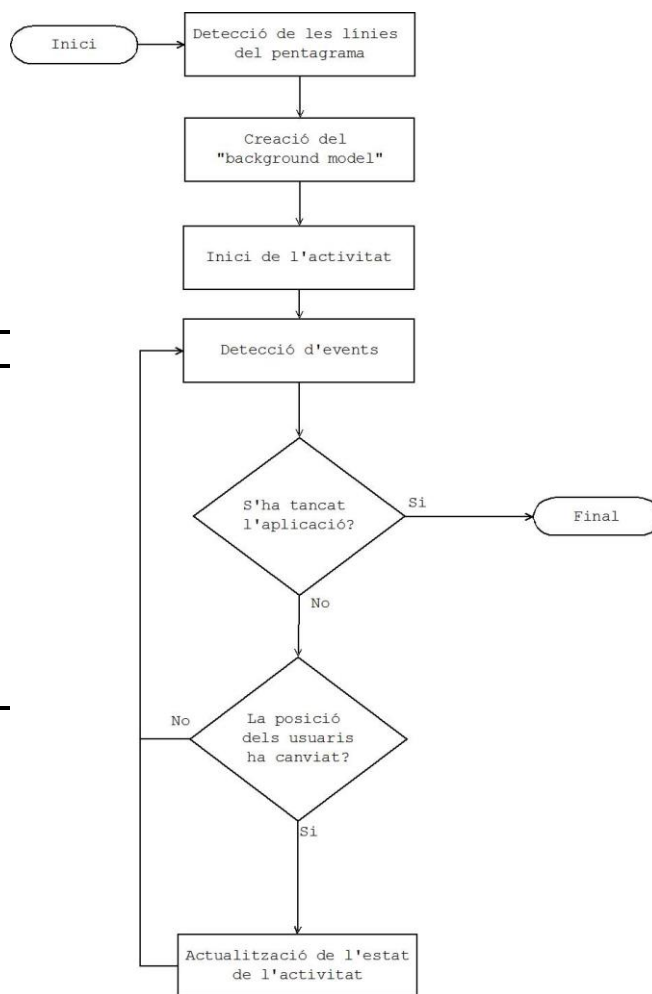 Inici
Detecció de les línies
del pentagrama
Creació del
"background model"
Inici de l'activitat
Detecció d'events
S'ha tancat
l'aplicació?
Si
Final
No
La posició
dels usuaris
ha canviat?
No
Si
Actualització de l'estat
de l'activitat